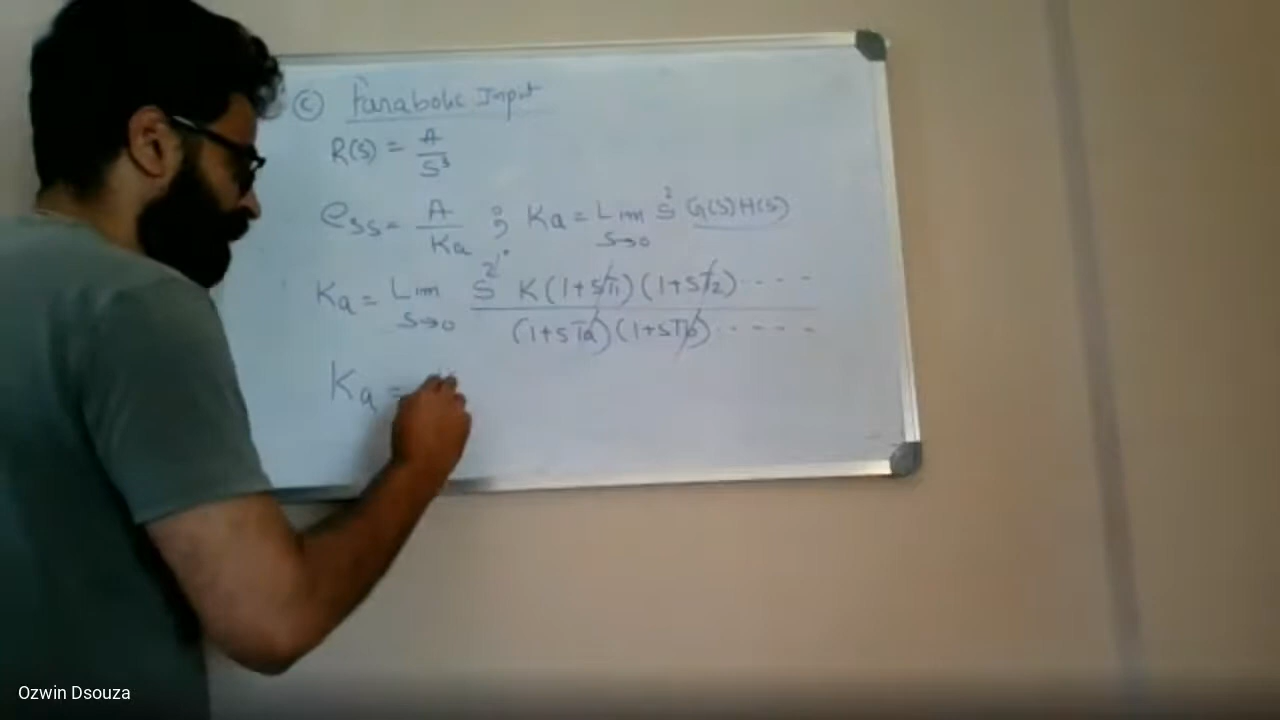 (C) Parabolic Input
R(s) = A/s³
ess = A/Ka ; Ka = Lim s→0 s² G(s)H(s)
Ka = Lim s→0 s² K(1+sT1)(1+sT2)..... / (1+sTa)(1+sTb).....
Ka =
Ozwin Dsouza